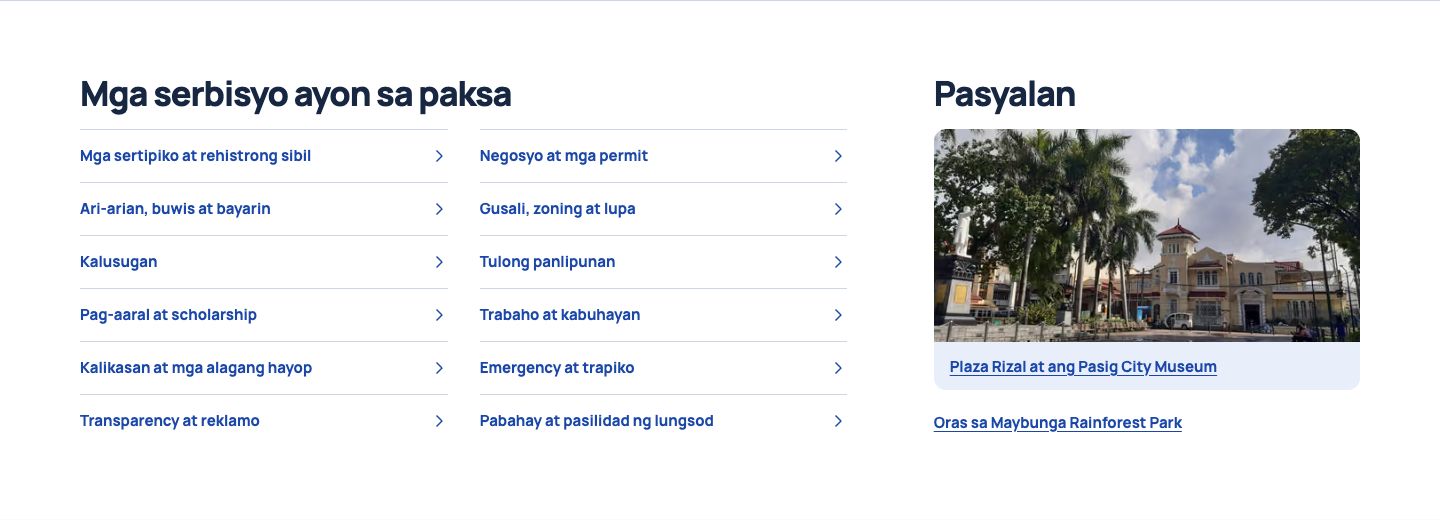 Mga serbisyo ayon sa paksa
Mga sertipiko at rehistrong sibil
Negosyo at mga permit
Ari-arian, buwis at bayarin
Gusali, zoning at lupa
Kalusugan
Tulong panlipunan
Pag-aaral at scholarship
Trabaho at kabuhayan
Kalikasan at mga alagang hayop
Emergency at trapiko
Transparency at reklamo
Pabahay at pasilidad ng lungsod
Pasyalan
Plaza Rizal at ang Pasig City Museum
Oras sa Maybunga Rainforest Park